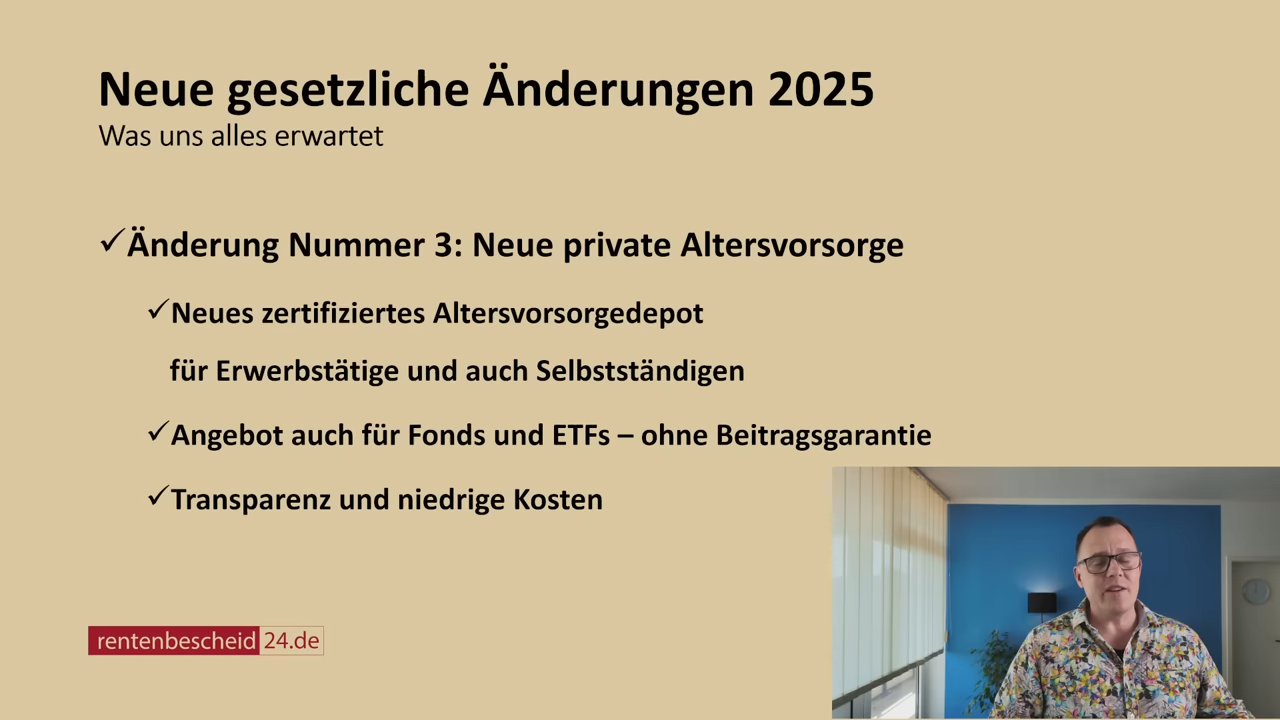 Neue gesetzliche Änderungen 2025
Was uns alles erwartet
✓Änderung Nummer 3: Neue private Altersvorsorge
✓Neues zertifiziertes Altersvorsorgedepot
für Erwerbstätige und auch Selbstständigen
✓Angebot auch für Fonds und ETFs – ohne Beitragsgarantie
✓Transparenz und niedrige Kosten
rentenbescheid 24.de